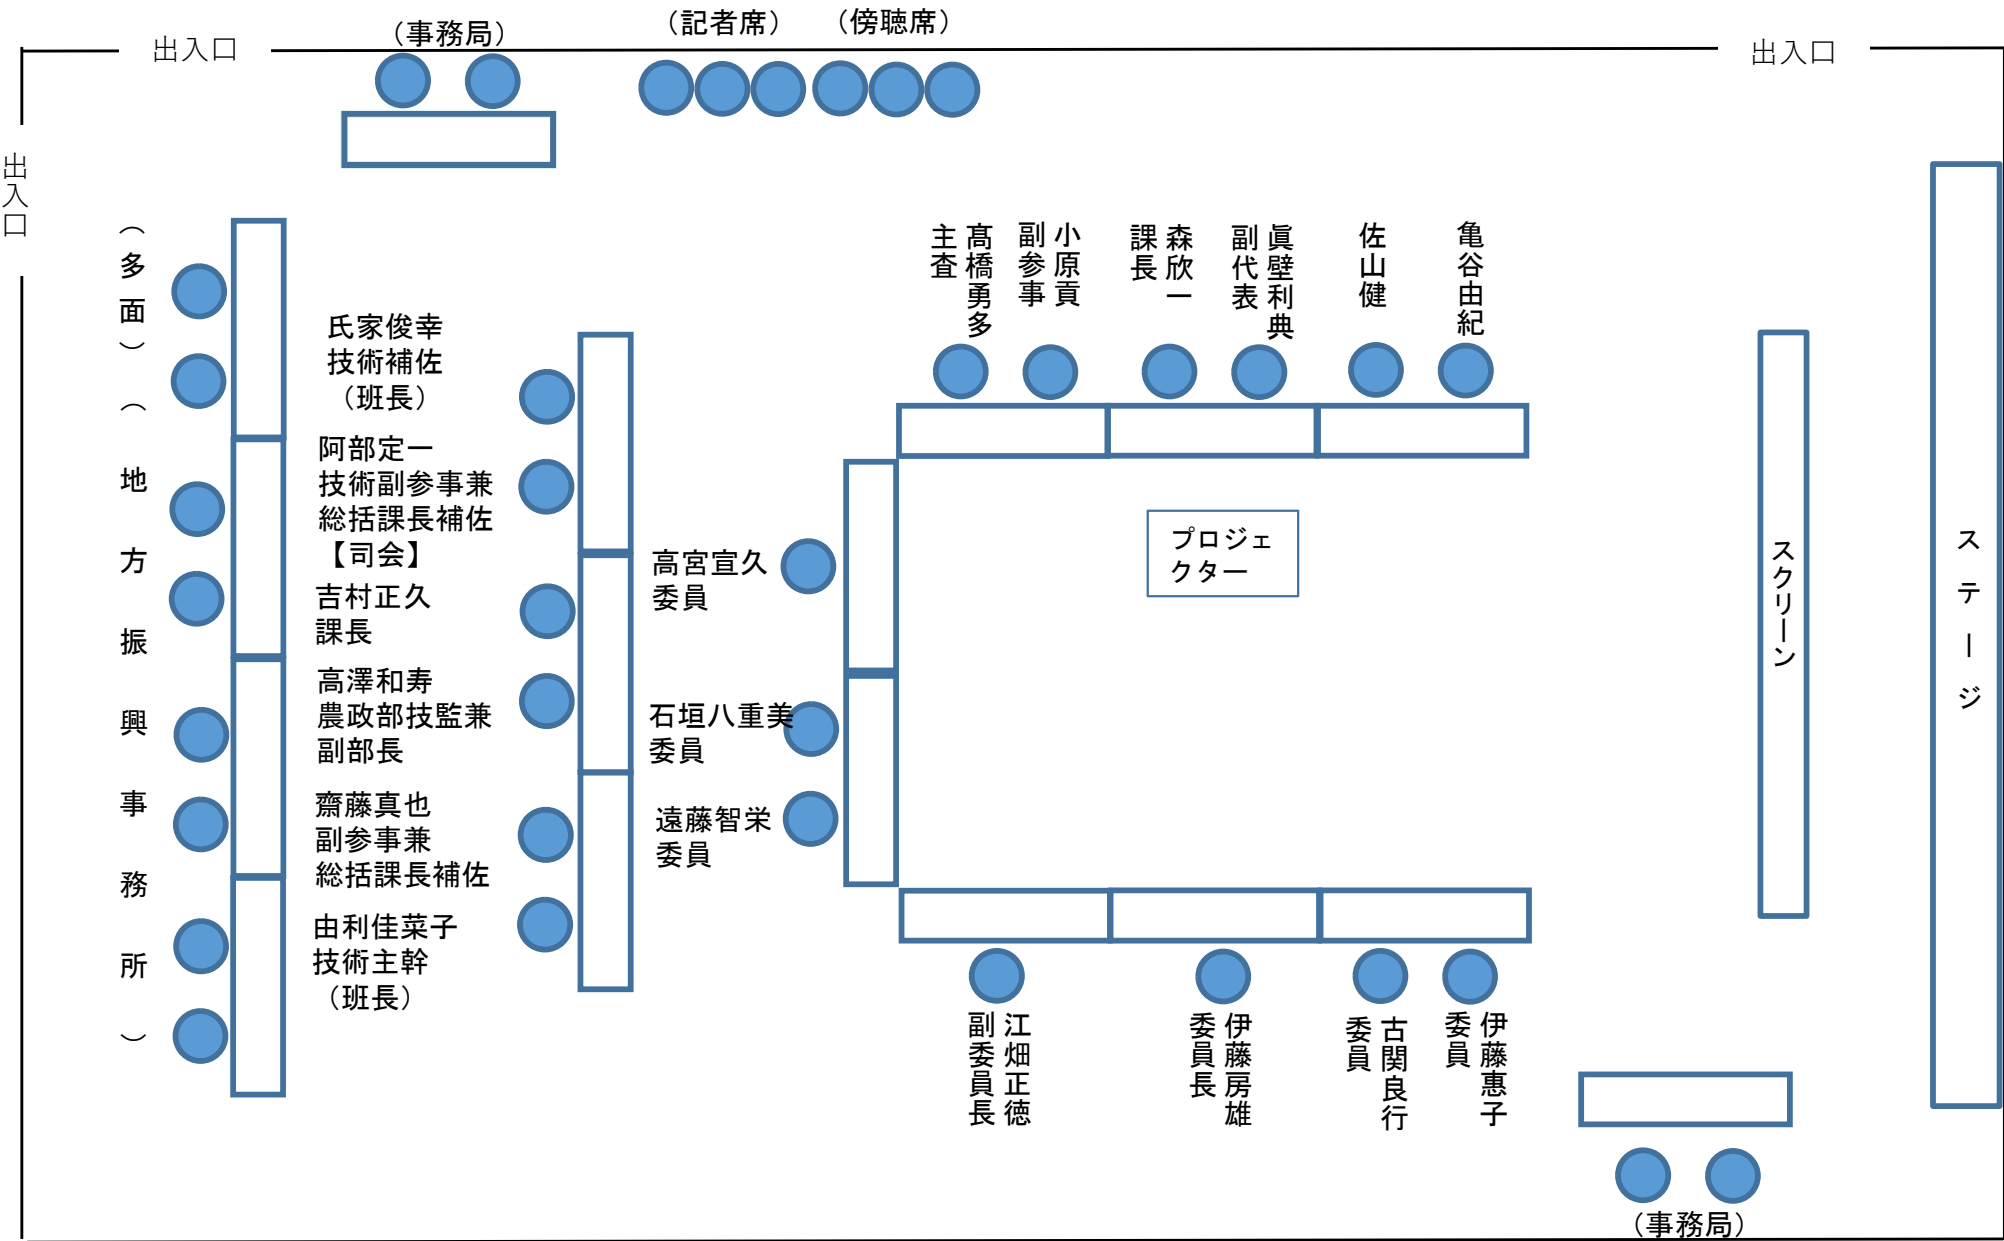 （事務局）
（記者席）
（傍聴席）
出入口
出入口
出入口
（多面）（地方振興事務所）
氏家俊幸
技術補佐
（班長）
阿部定一
技術副参事兼
総括課長補佐
【司会】
吉村正久
課長
高澤和寿
農政部技監兼
副部長
齋藤真也
副参事兼
総括課長補佐
由利佳菜子
技術主幹
（班長）
高宮宣久
委員
石垣八重美
委員
遠藤智栄
委員
髙橋勇多
主査
小原貢
副参事
森欣一
課長
眞壁利典
副代表
佐山健
亀谷由紀
プロジェ
クター
スクリーン
ステージ
江畑正徳
副委員長
伊藤房雄
委員長
古関良行
委員
伊藤惠子
委員
（事務局）